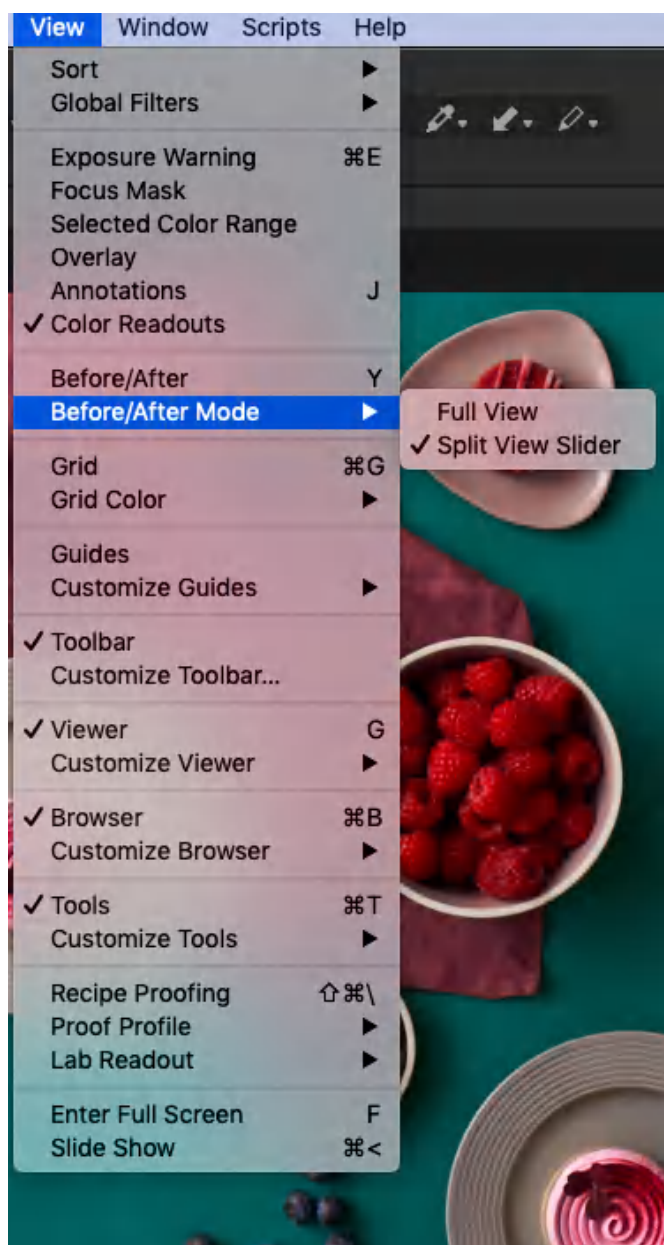 View Window Scripts Help
Sort ▶
Global Filters ▶
Exposure Warning ⌘E
Focus Mask
Selected Color Range
Overlay
Annotations J
✓ Color Readouts
Before/After Y
Before/After Mode ▶
Full View
✓ Split View Slider
Grid ⌘G
Grid Color ▶
Guides
Customize Guides ▶
✓ Toolbar
Customize Toolbar...
✓ Viewer G
Customize Viewer ▶
✓ Browser ⌘B
Customize Browser ▶
✓ Tools ⌘T
Customize Tools ▶
Recipe Proofing ⇧⌘\
Proof Profile ▶
Lab Readout ▶
Enter Full Screen F
Slide Show ⌘<